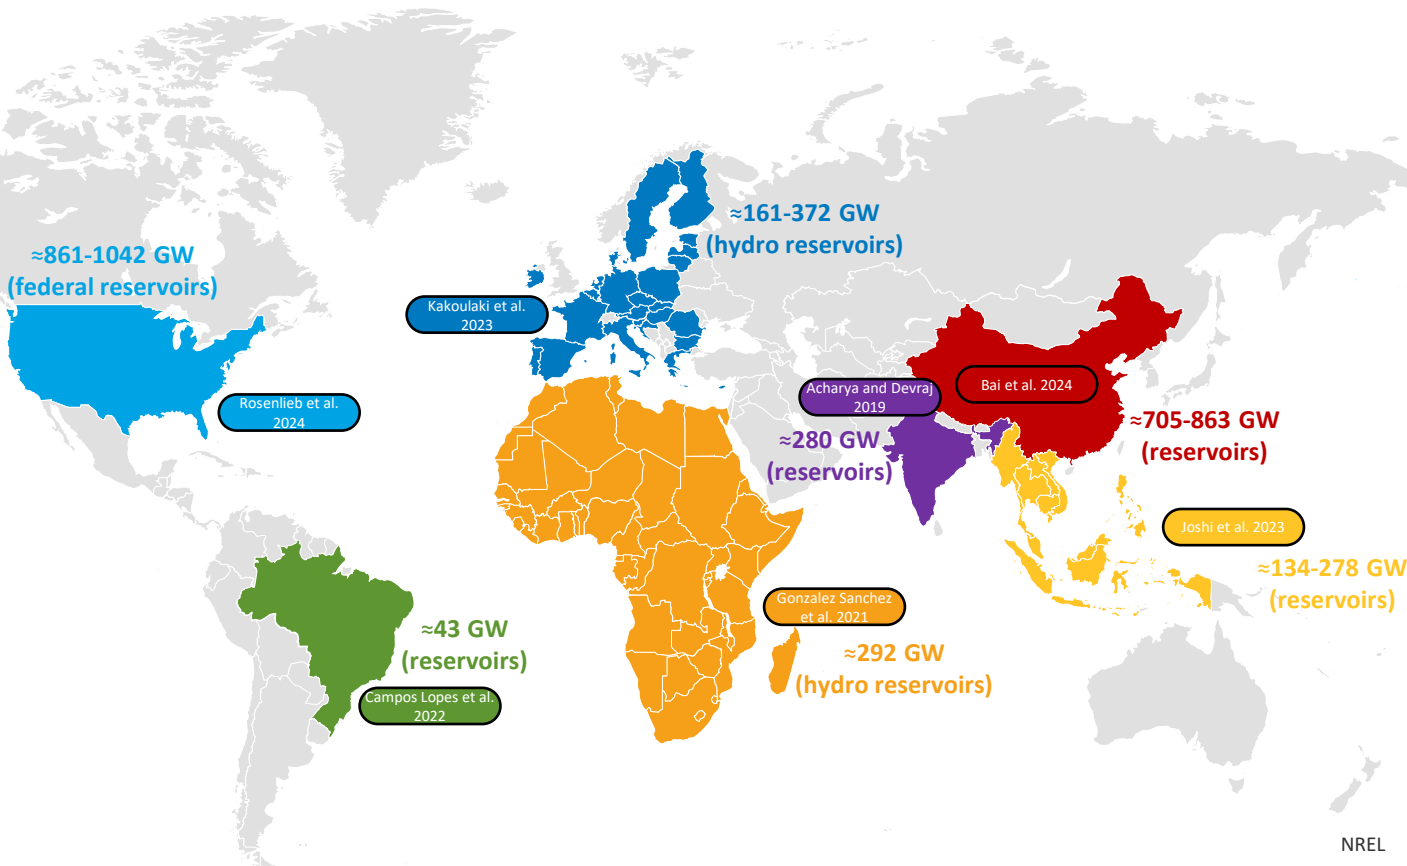 ≈861-1042 GW
(federal reservoirs)
Rosenlieb et al.
2024
≈161-372 GW
(hydro reservoirs)
Kakoulaki et al.
2023
Acharya and Devraj
2019
≈280 GW
(reservoirs)
Bai et al. 2024
≈705-863 GW
(reservoirs)
Joshi et al. 2023
≈134-278 GW
(reservoirs)
Gonzalez Sanchez
et al. 2021
≈292 GW
(hydro reservoirs)
≈43 GW
(reservoirs)
Campos Lopes et al.
2022
NREL